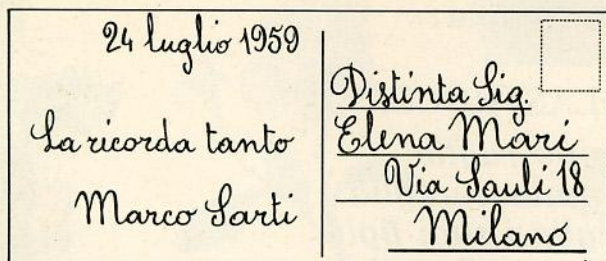 24 luglio 1959
La ricorda tanto
Marco Sarti
Distinta Sig.
Elena Mari
Via Sauli 18
Milano